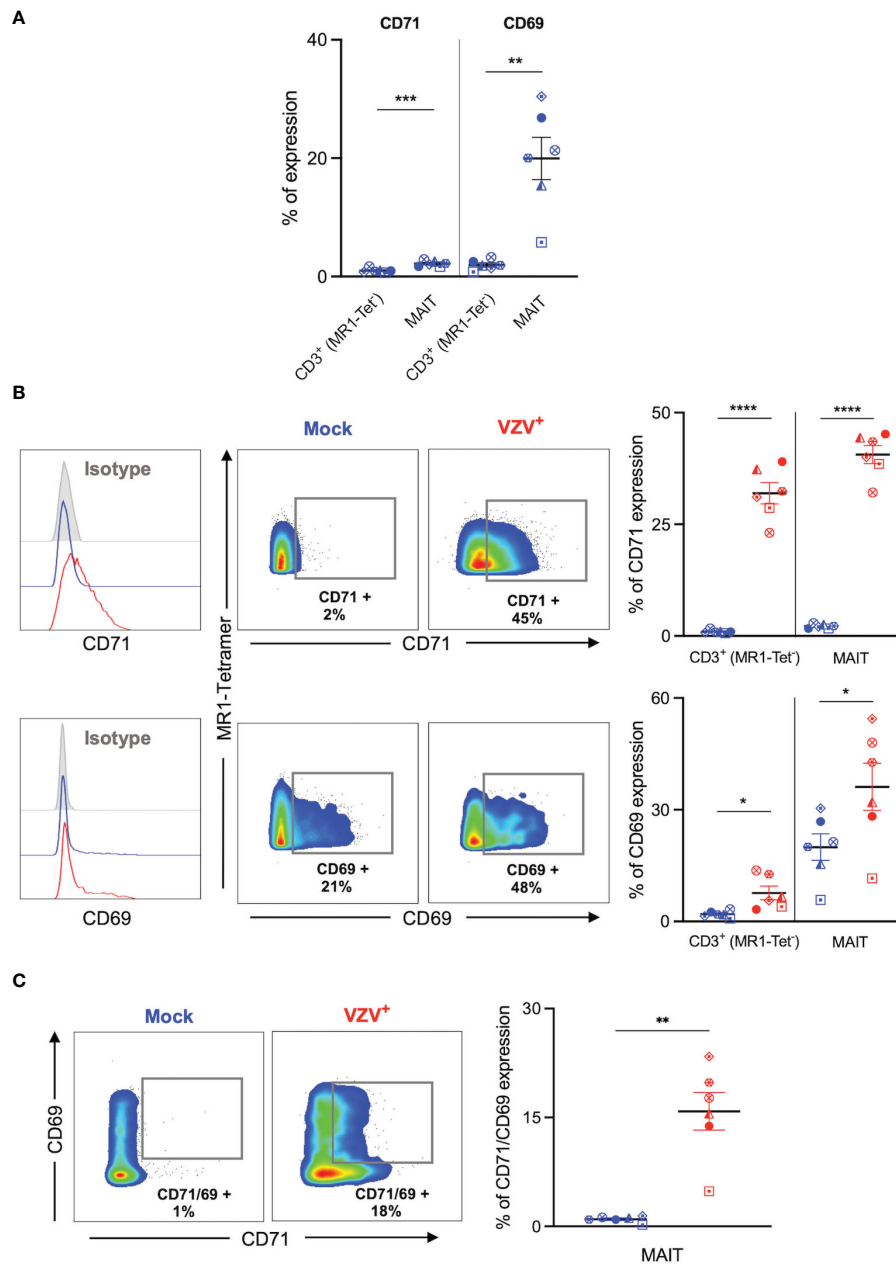 A
CD71
CD69
% of expression
40
20
0
***
**
CD3+ (MR1-Tet-)
MAIT
CD3+ (MR1-Tet-)
MAIT
B
Mock
VZV+
Isotype
CD71
MR1-Tetramer
CD71 +
2%
CD71 +
45%
CD71
% of CD71 expression
50
25
0
****
****
CD3+ (MR1-Tet-)
MAIT
Isotype
CD69
CD69 +
21%
CD69 +
48%
CD69
% of CD69 expression
60
30
0
*
*
CD3+ (MR1-Tet-)
MAIT
C
Mock
VZV+
CD69
CD71/69 +
1%
CD71/69 +
18%
CD71
% of CD71/CD69 expression
30
15
0
**
MAIT